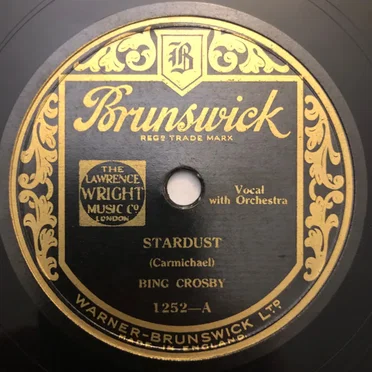 B
Brunswick
REGD TRADE MARK
THE
LAWRENCE
WRIGHT
MUSIC CO
LONDON
Vocal
with Orchestra
STARDUST
(Carmichael)
BING CROSBY
1252—A
WARNER-BRUNSWICK LTD.
MADE IN ENGLAND